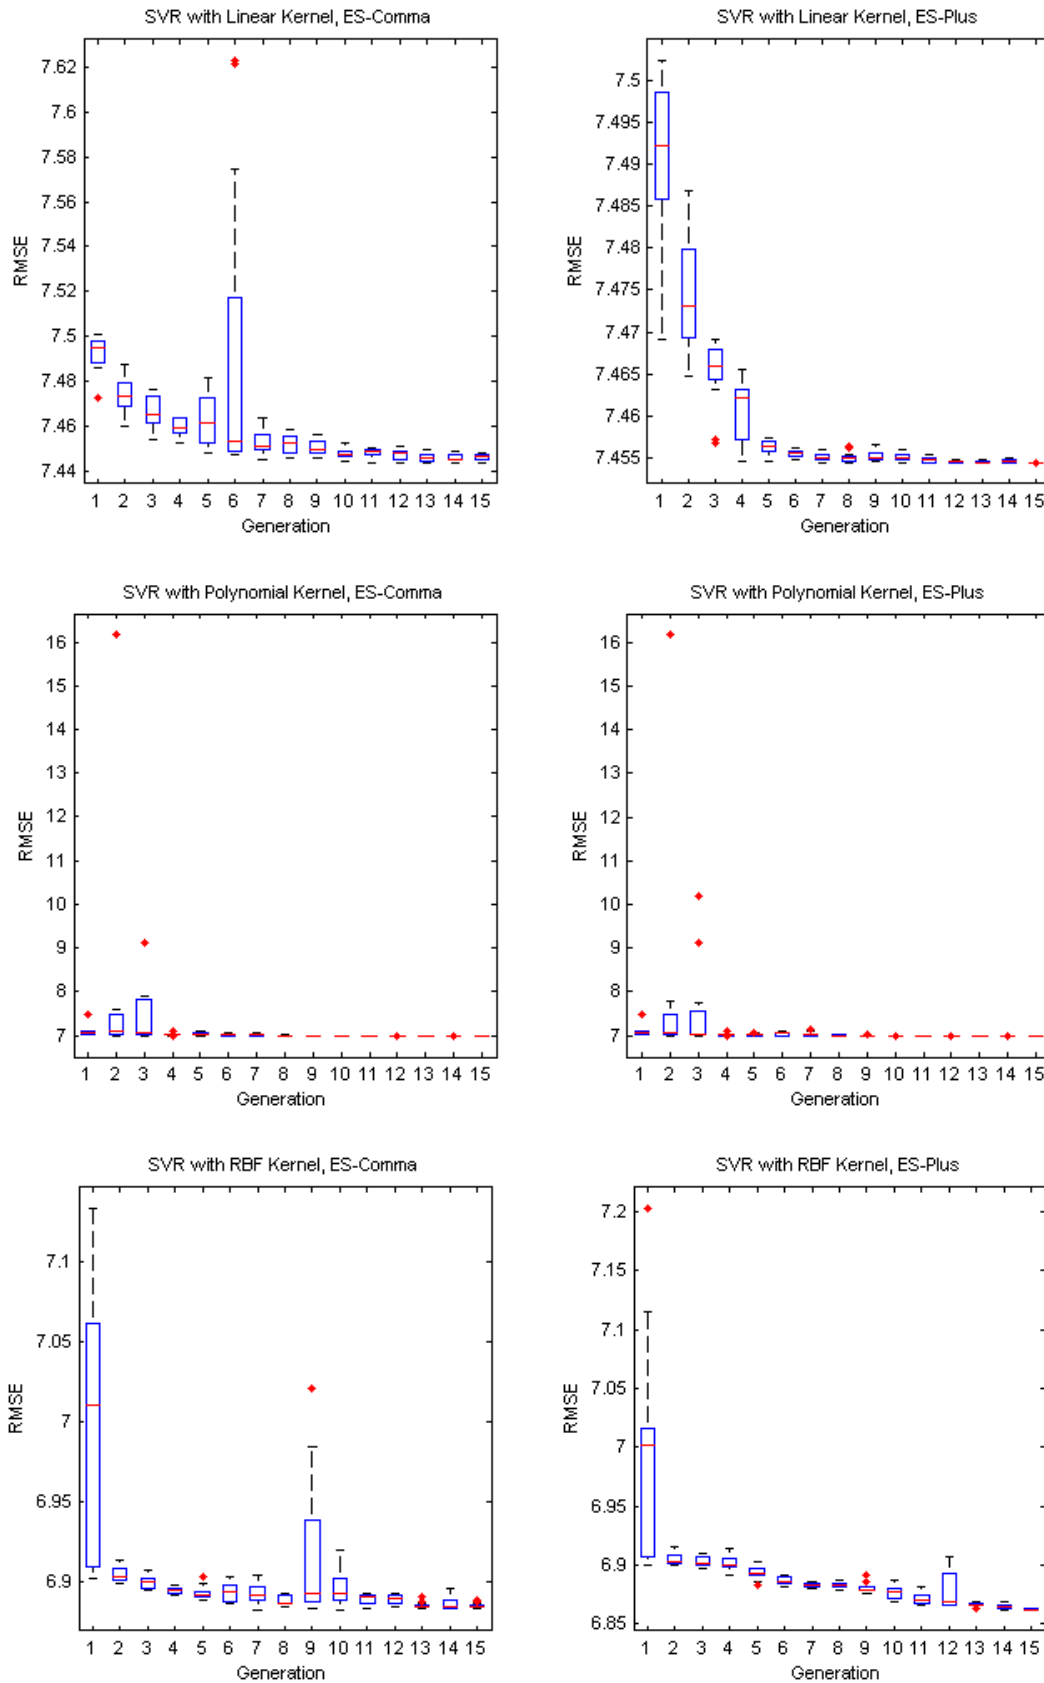 SVR with Linear Kernel, ES-Comma
7.62
7.6
7.58
7.56
7.54
7.52
7.5
7.48
7.46
7.44
RMSE
1 2 3 4 5 6 7 8 9 10 11 12 13 14 15
Generation
SVR with Linear Kernel, ES-Plus
7.5
7.495
7.49
7.485
7.48
7.475
7.47
7.465
7.46
7.455
RMSE
1 2 3 4 5 6 7 8 9 10 11 12 13 14 15
Generation
SVR with Polynomial Kernel, ES-Comma
16
15
14
13
12
11
10
9
8
7
RMSE
1 2 3 4 5 6 7 8 9 10 11 12 13 14 15
Generation
SVR with Polynomial Kernel, ES-Plus
16
15
14
13
12
11
10
9
8
7
RMSE
1 2 3 4 5 6 7 8 9 10 11 12 13 14 15
Generation
SVR with RBF Kernel, ES-Comma
7.1
7.05
7
6.95
6.9
RMSE
1 2 3 4 5 6 7 8 9 10 11 12 13 14 15
Generation
SVR with RBF Kernel, ES-Plus
7.2
7.15
7.1
7.05
7
6.95
6.9
6.85
RMSE
1 2 3 4 5 6 7 8 9 10 11 12 13 14 15
Generation